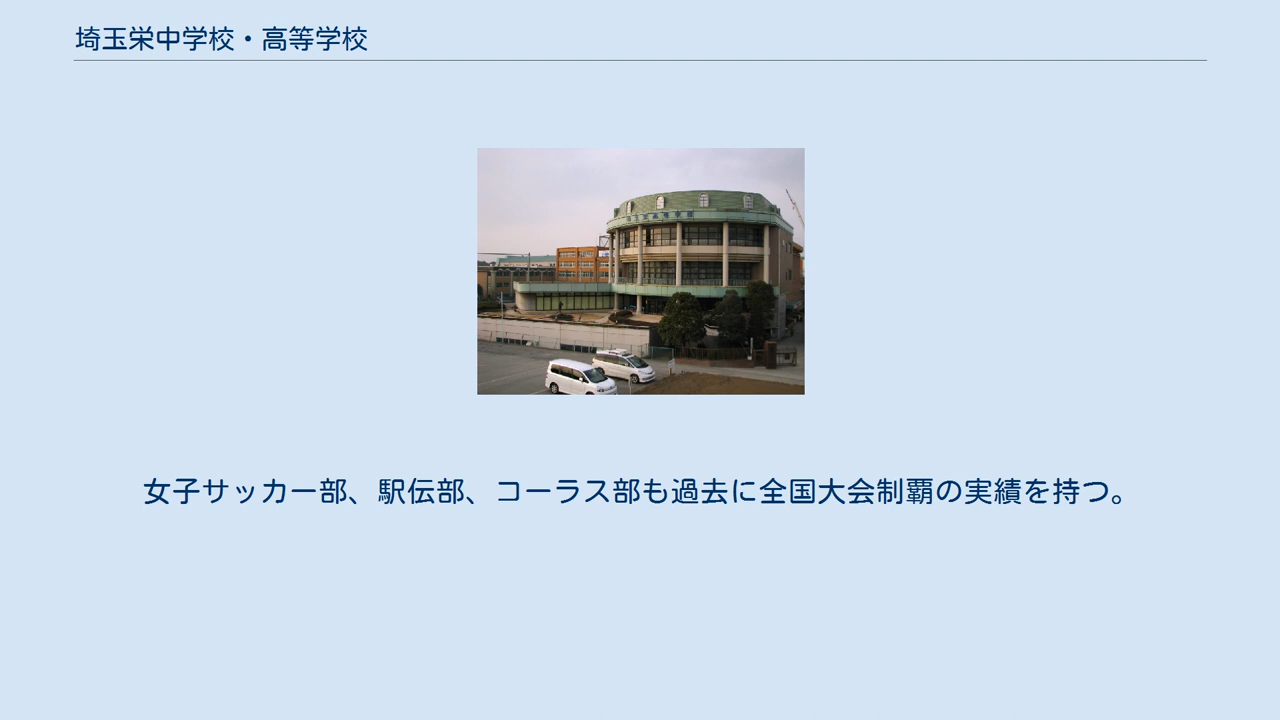 埼玉栄中学校・高等学校
女子サッカー部、駅伝部、コーラス部も過去に全国大会制覇の実績を持つ。